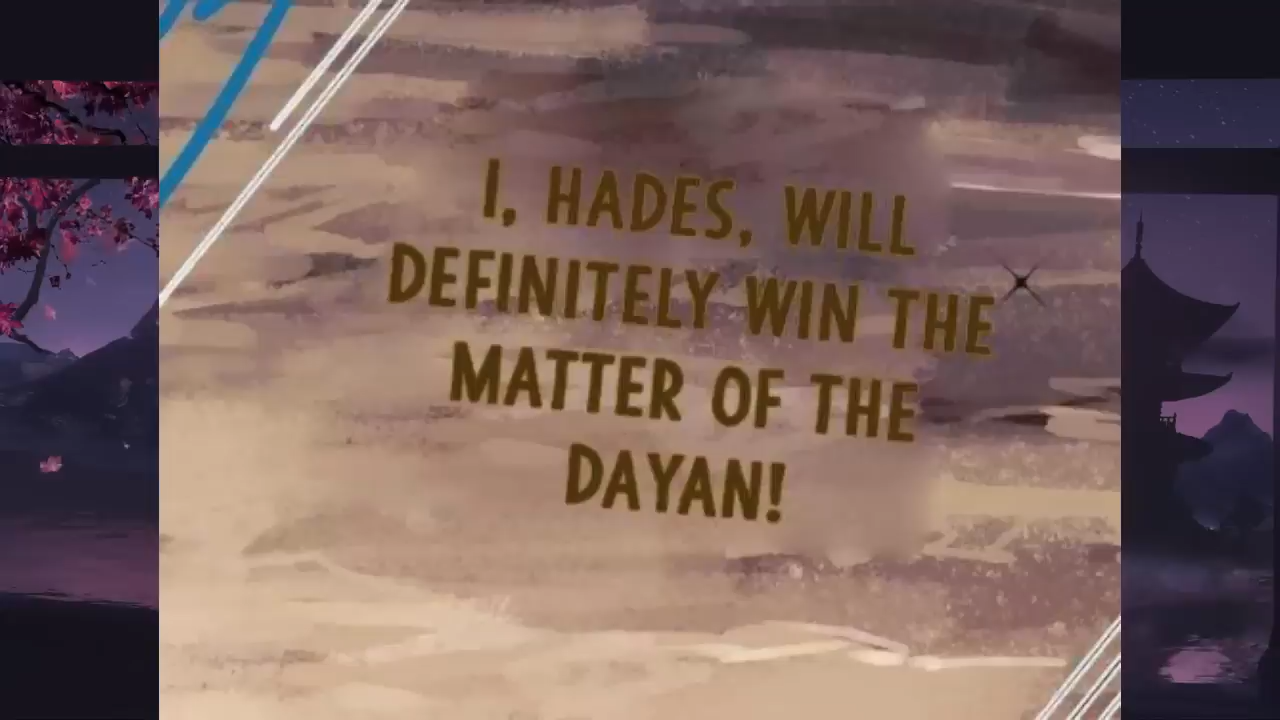 I, HADES, WILL
DEFINITELY WIN THE
MATTER OF THE
DAYAN!